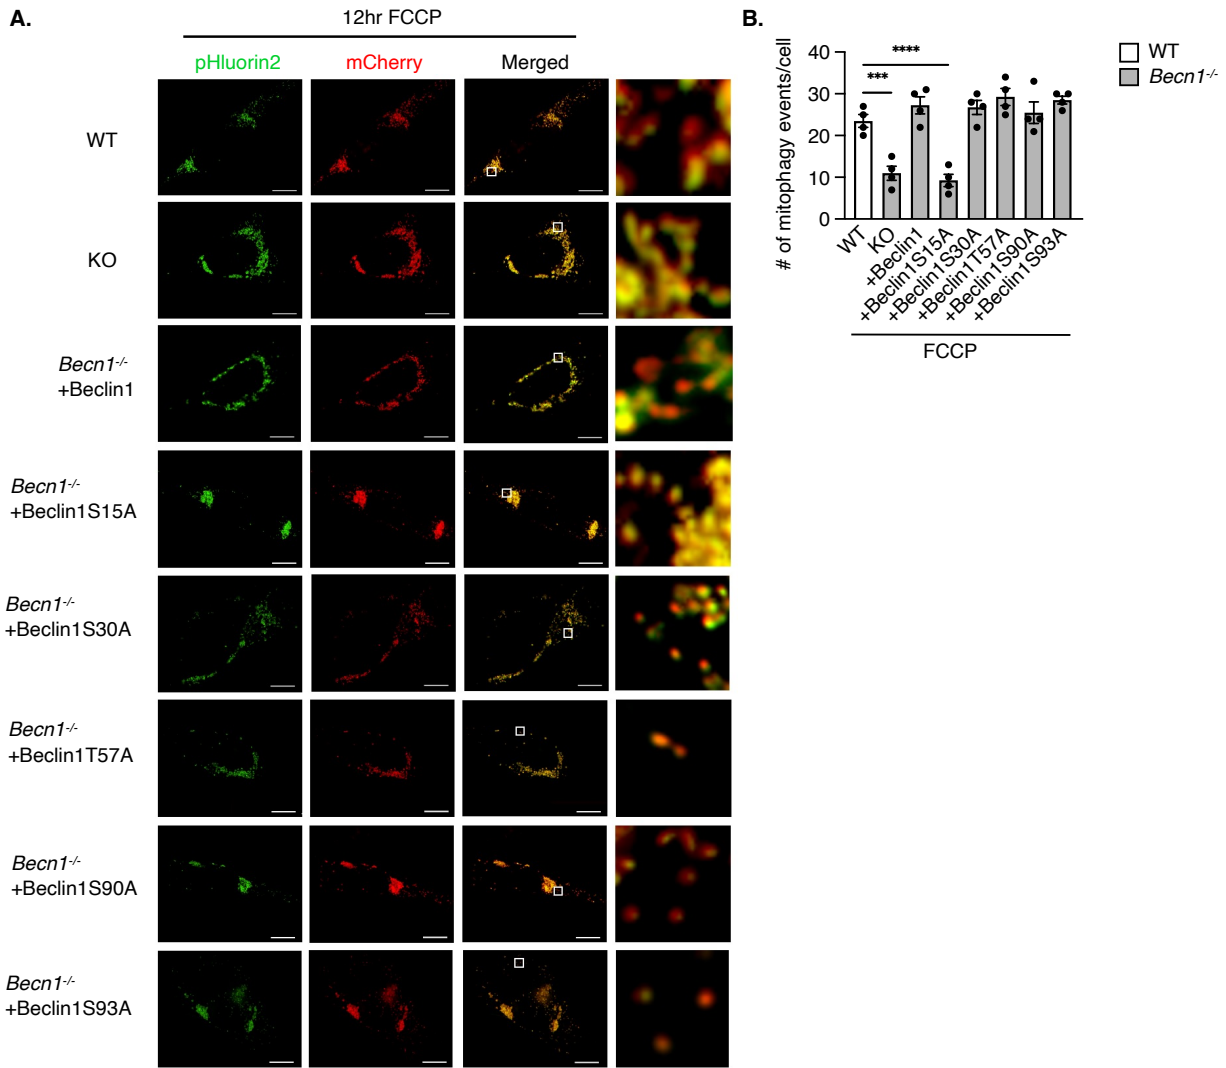 A.
12hr FCCP
pHluorin2 mCherry Merged
WT
KO
Becn1-/-
+Beclin1
Becn1-/-
+Beclin1S15A
Becn1-/-
+Beclin1S30A
Becn1-/-
+Beclin1T57A
Becn1-/-
+Beclin1S90A
Becn1-/-
+Beclin1S93A
B.
# of mitophagy events/cell
40
30
20
10
0
****
***
WT
KO
+Beclin1
+Beclin1S15A
+Beclin1S30A
+Beclin1T57A
+Beclin1S90A
+Beclin1S93A
FCCP
WT
Becn1-/-